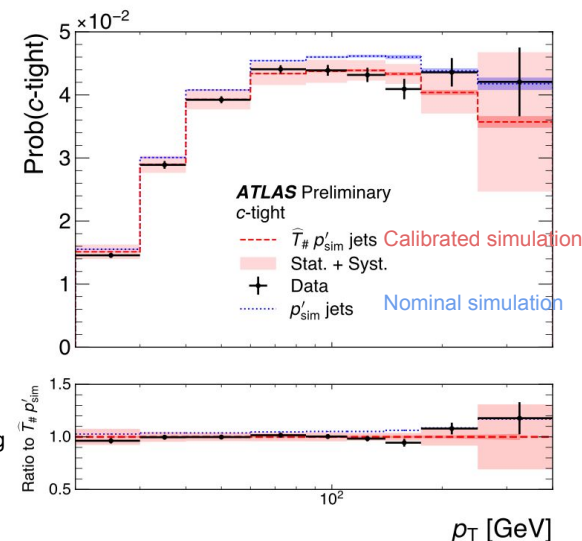 5 ×10⁻²
4
3
2
1
0
Prob(c-tight)
ATLAS Preliminary
c-tight
T̂# p′sim jets Calibrated simulation
Stat. + Syst.
Data
p′sim jets Nominal simulation
1.5
1.0
0.5
g
Ratio to T̂# p′sim
10²
pT [GeV]